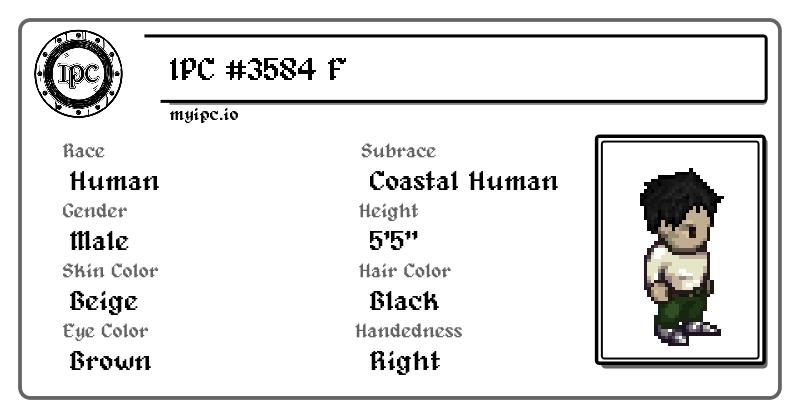 IPC
IPC #3584 F
myipc.io
Race
Human
Subrace
Coastal Human
Gender
Male
Height
5'5"
Skin Color
Beige
Hair Color
Black
Eye Color
Brown
Handedness
Right